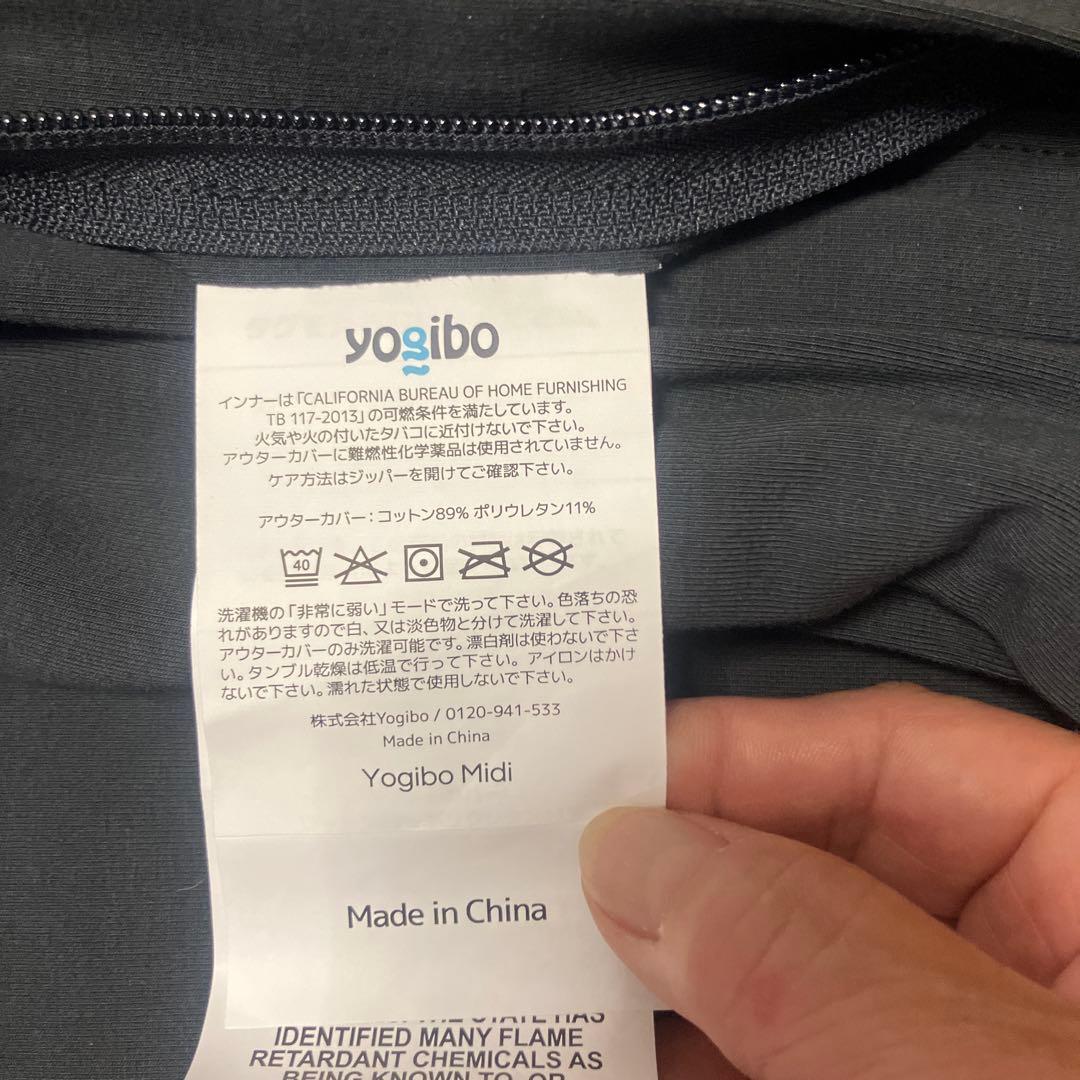 yogibo
インナーは「CALIFORNIA BUREAU OF HOME FURNISHING
TB 117-2013」の可燃条件を満たしています。
火気や火の付いたタバコに近付けないで下さい。
アウターカバーに難燃性化学薬品は使用されていません。
ケア方法はジッパーを開けてご確認下さい。
アウターカバー：コットン89% ポリウレタン11%
40
洗濯機の「非常に弱い」モードで洗って下さい。色落ちの恐
れがありますので白、又は淡色物と分けて洗濯して下さい。
アウターカバーのみ洗濯可能です。漂白剤は使わないで下さ
い。タンブル乾燥は低温で行って下さい。アイロンはかけ
ないで下さい。濡れた状態で使用しないで下さい。
株式会社Yogibo / 0120-941-533
Made in China
Yogibo Midi
Made in China
STATE HAS
IDENTIFIED MANY FLAME
RETARDANT CHEMICALS AS
BEING KNOWN TO, OR